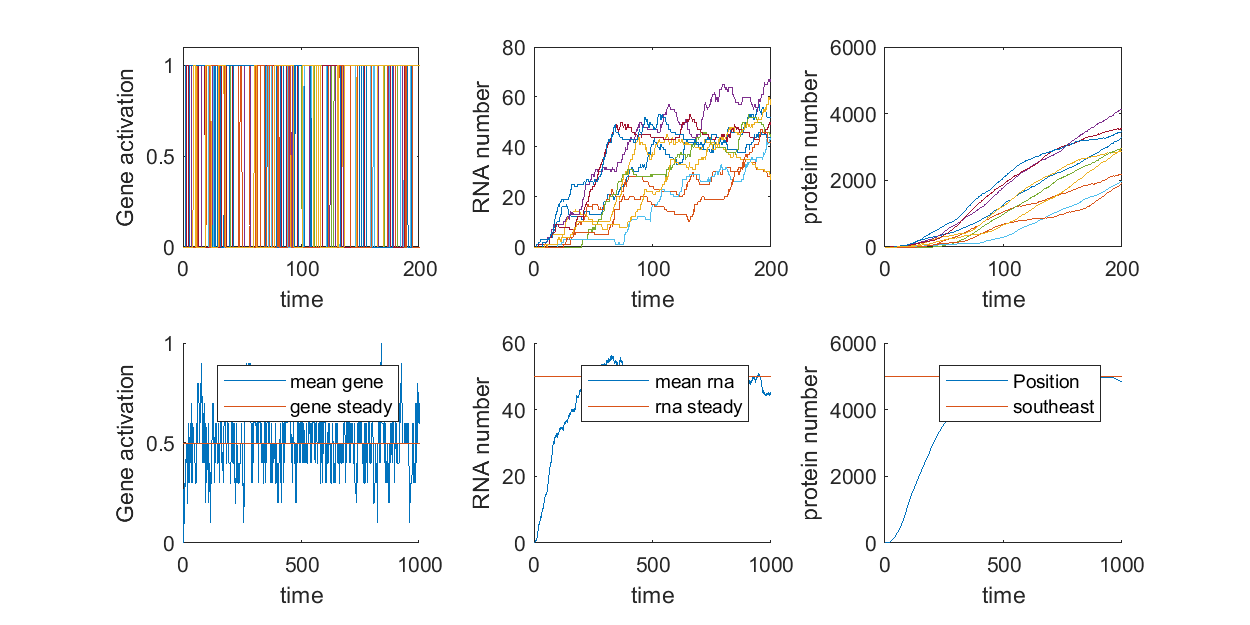 Gene activation
1
0.5
0
0
100
200
time
RNA number
80
60
40
20
0
0
100
200
time
protein number
6000
4000
2000
0
0
100
200
time
Gene activation
1
0.5
0
0
500
1000
time
mean gene
gene steady
RNA number
60
40
20
0
0
500
1000
time
mean rna
rna steady
protein number
6000
4000
2000
0
0
500
1000
time
Position
southeast